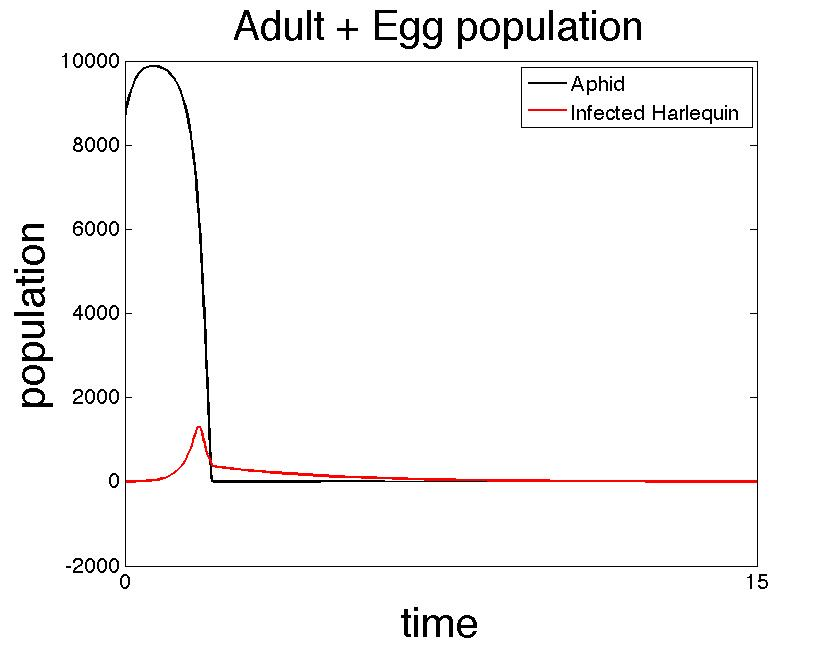 Adult + Egg population
10000
8000
6000
4000
2000
0
-2000
population
Aphid
Infected Harlequin
0
15
time